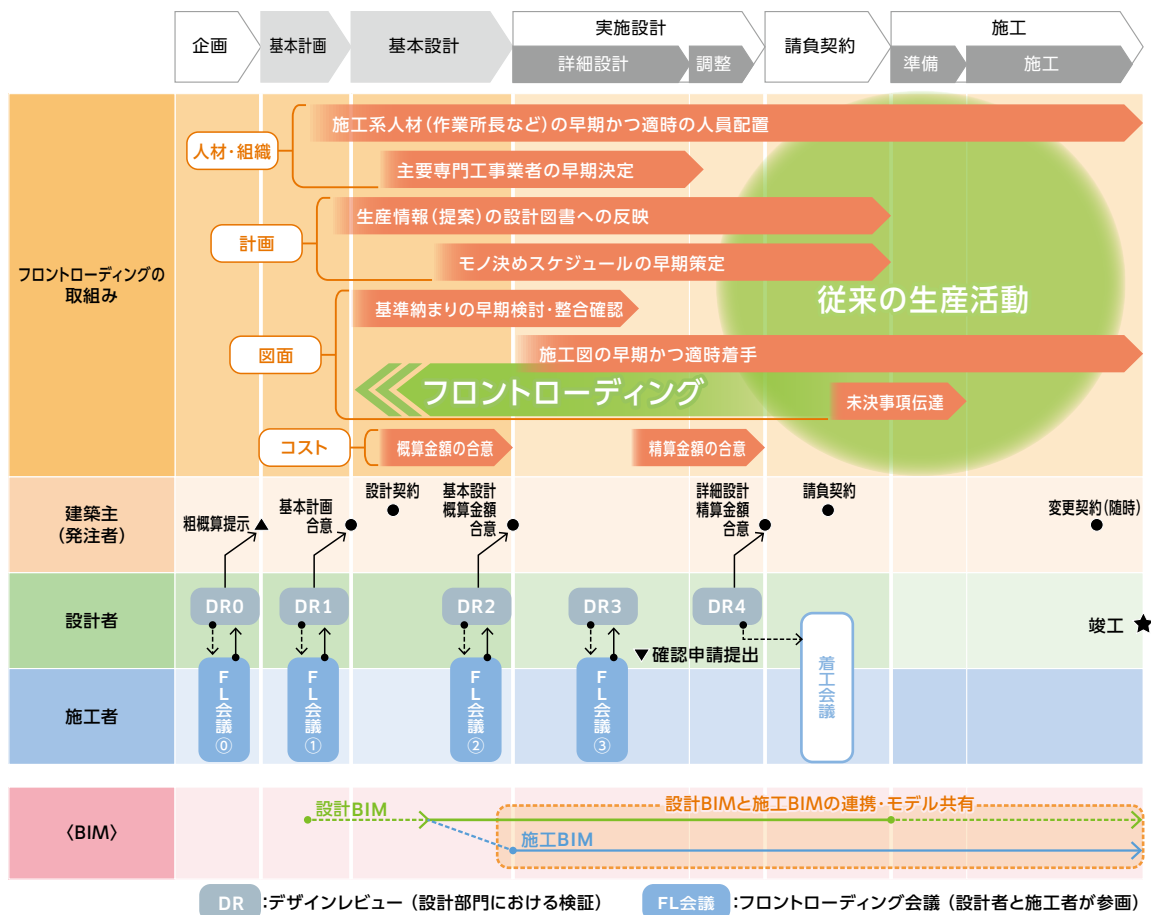 企画
基本計画
基本設計
実施設計
詳細設計
調整
請負契約
施工
準備
施工
フロントローディングの
取組み
人材・組織
施工系人材(作業所長など)の早期かつ適時の人員配置
主要専門工事業者の早期決定
計画
生産情報(提案)の設計図書への反映
モノ決めスケジュールの早期策定
従来の生産活動
図面
基準納まりの早期検討・整合確認
施工図の早期かつ適時着手
フロントローディング
未決事項伝達
コスト
概算金額の合意
精算金額の合意
建築主
(発注者)
粗概算提示
基本計画
合意
設計契約
基本設計
概算金額
合意
詳細設計
精算金額
合意
請負契約
変更契約(随時)
設計者
DR0
DR1
DR2
DR3
DR4
▼確認申請提出
竣工
施工者
FL会議⓪
FL会議①
FL会議②
FL会議③
着工会議
〈BIM〉
設計BIM
設計BIMと施工BIMの連携・モデル共有
施工BIM
DR :デザインレビュー(設計部門における検証)
FL会議 :フロントローディング会議(設計者と施工者が参画)